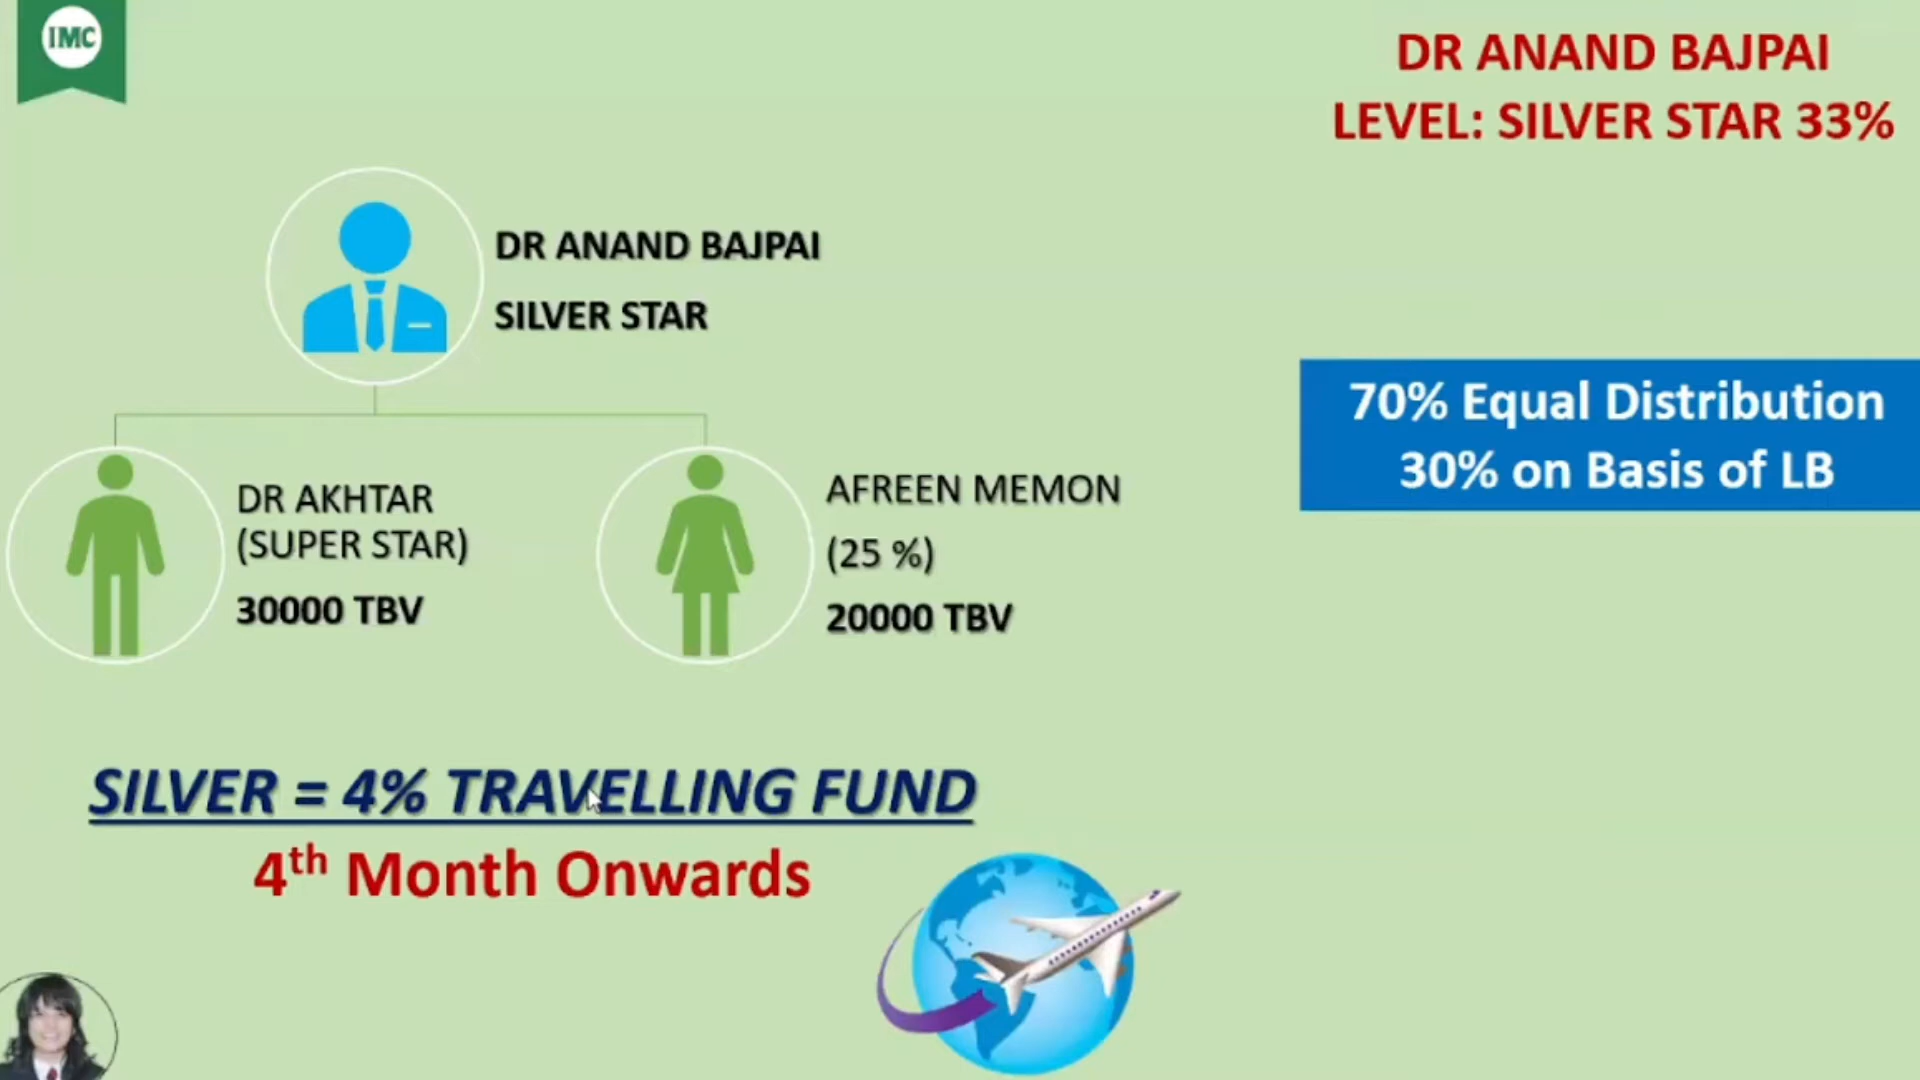 IMC
DR ANAND BAJPAI
LEVEL: SILVER STAR 33%
DR ANAND BAJPAI
SILVER STAR
70% Equal Distribution
30% on Basis of LB
DR AKHTAR
(SUPER STAR)
30000 TBV
AFREEN MEMON
(25 %)
20000 TBV
SILVER = 4% TRAVELLING FUND
4th Month Onwards